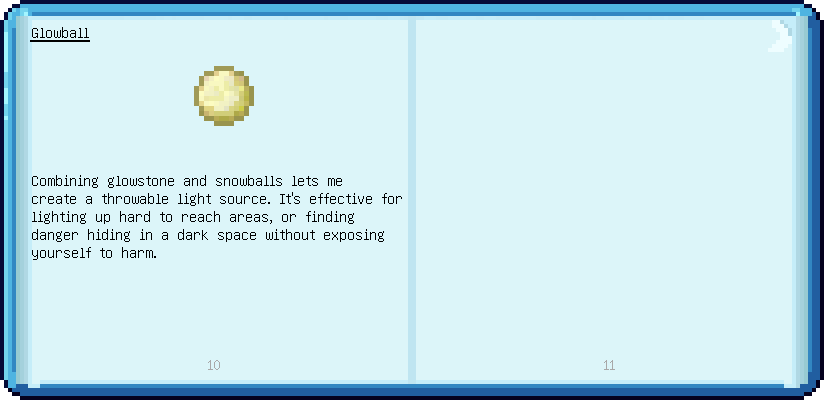 Glowball
Combining glowstone and snowballs lets me
create a throwable light source. It's effective for
lighting up hard to reach areas, or finding
danger hiding in a dark space without exposing
yourself to harm.
10
11